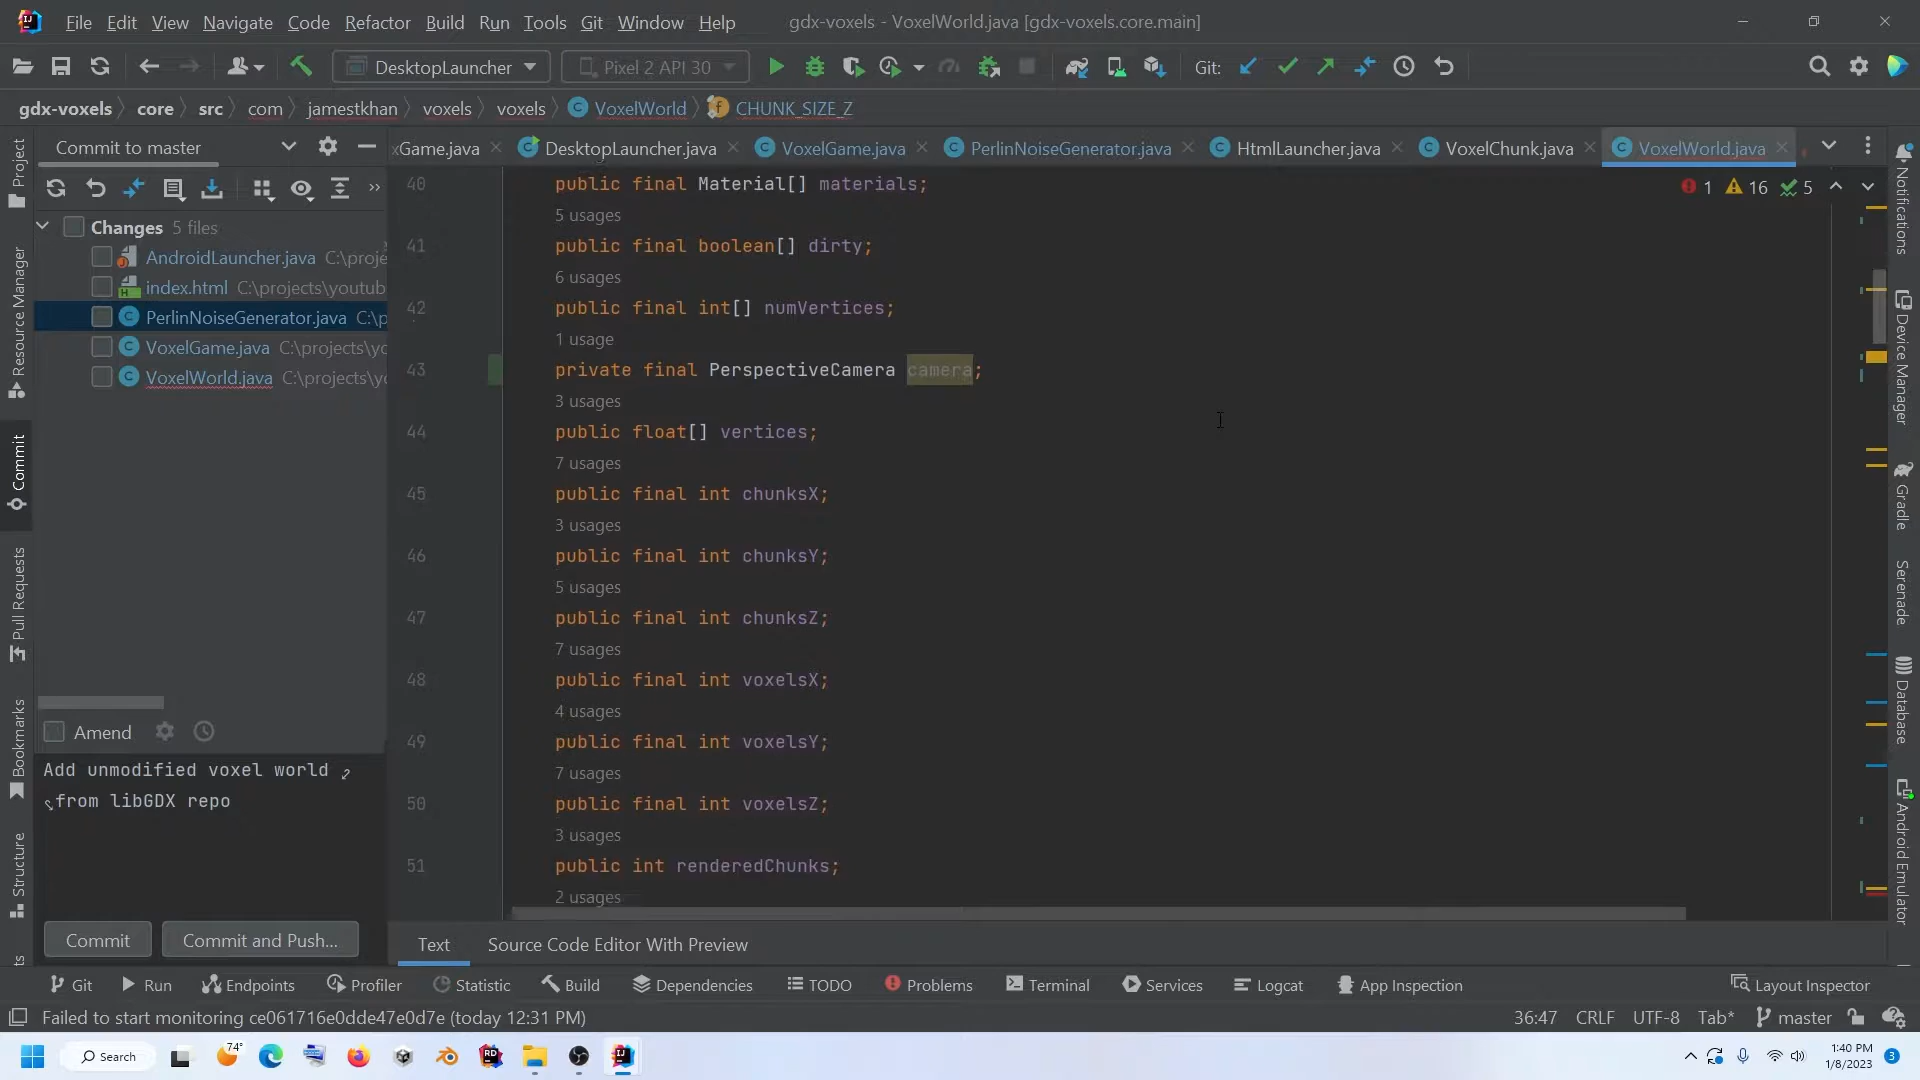 File Edit View Navigate Code Refactor Build Run Tools Git Window Help gdx-voxels - VoxelWorld.java [gdx-voxels.core.main]
DesktopLauncher Pixel 2 API 30 Git:
gdx-voxels core src com jamestkhan voxels voxels VoxelWorld CHUNK_SIZE_Z
Project
Resource Manager
Commit
Pull Requests
Bookmarks
Structure
Commit to master
Changes 5 files
AndroidLauncher.java C:\proje
index.html C:\projects\youtub
PerlinNoiseGenerator.java C:\p
VoxelGame.java C:\projects\yo
VoxelWorld.java C:\projects\yo
Amend
Add unmodified voxel world
from libGDX repo
Commit Commit and Push...
xGame.java DesktopLauncher.java VoxelGame.java PerlinNoiseGenerator.java HtmlLauncher.java VoxelChunk.java VoxelWorld.java
1 16 5
40 public final Material[] materials;
5 usages
41 public final boolean[] dirty;
6 usages
42 public final int[] numVertices;
1 usage
43 private final PerspectiveCamera camera;
3 usages
44 public float[] vertices;
7 usages
45 public final int chunksX;
3 usages
46 public final int chunksY;
5 usages
47 public final int chunksZ;
7 usages
48 public final int voxelsX;
4 usages
49 public final int voxelsY;
7 usages
50 public final int voxelsZ;
3 usages
51 public int renderedChunks;
2 usages
Text Source Code Editor With Preview
Notifications
Device Manager
Gradle
Serenade
Database
Android Emulator
Git Run Endpoints Profiler Statistic Build Dependencies TODO Problems Terminal Services Logcat App Inspection Layout Inspector
Failed to start monitoring ce061716e0dde47e0d7e (today 12:31 PM) 36:47 CRLF UTF-8 Tab* master
74°
Search
RD
IJ
1:40 PM
1/8/2023
3